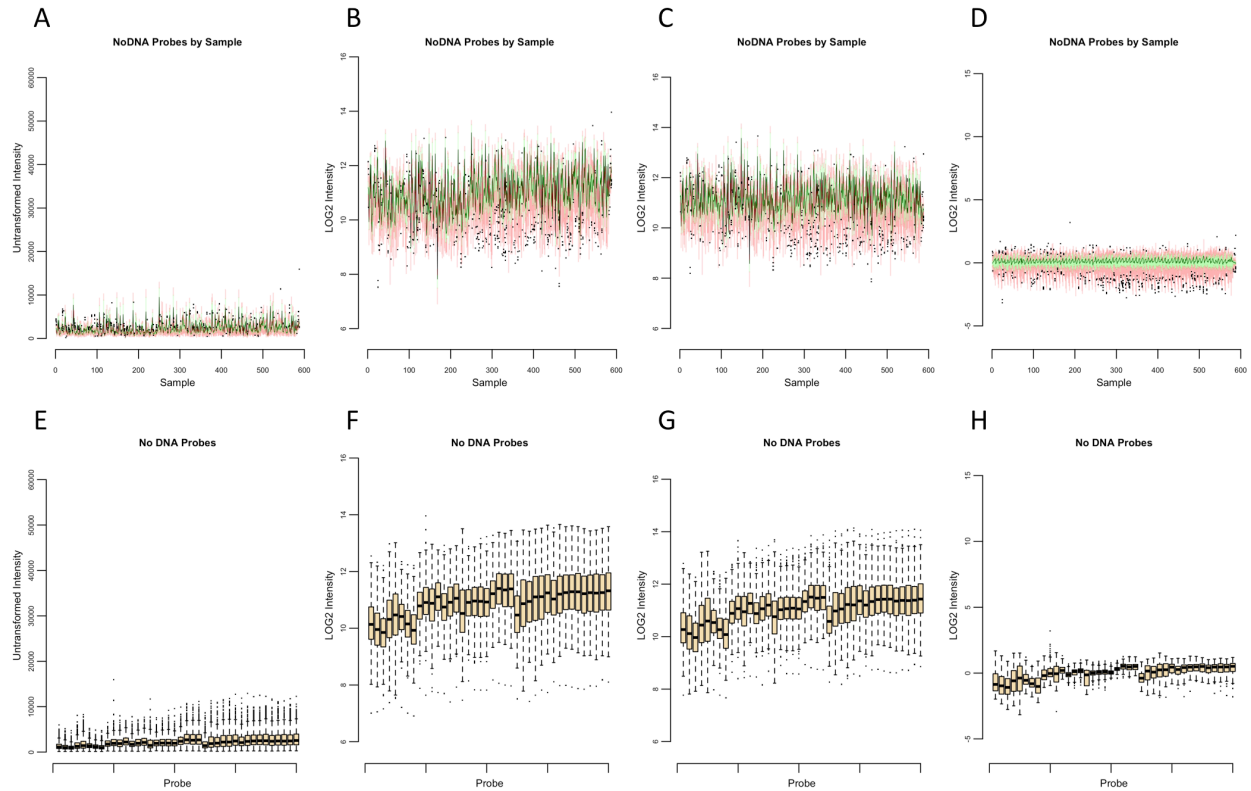 A
B
C
D
NoDNA Probes by Sample
NoDNA Probes by Sample
NoDNA Probes by Sample
NoDNA Probes by Sample
Untransformed Intensity
0
10000
20000
30000
40000
50000
60000
LOG2 Intensity
6
8
10
12
14
16
LOG2 Intensity
6
8
10
12
14
16
LOG2 Intensity
-5
0
5
10
15
0 100 200 300 400 500 600
0 100 200 300 400 500 600
0 100 200 300 400 500 600
0 100 200 300 400 500 600
Sample
Sample
Sample
Sample
E
F
G
H
No DNA Probes
No DNA Probes
No DNA Probes
No DNA Probes
Untransformed Intensity
0
10000
20000
30000
40000
50000
60000
LOG2 Intensity
6
8
10
12
14
16
LOG2 Intensity
6
8
10
12
14
16
LOG2 Intensity
-5
0
5
10
15
Probe
Probe
Probe
Probe